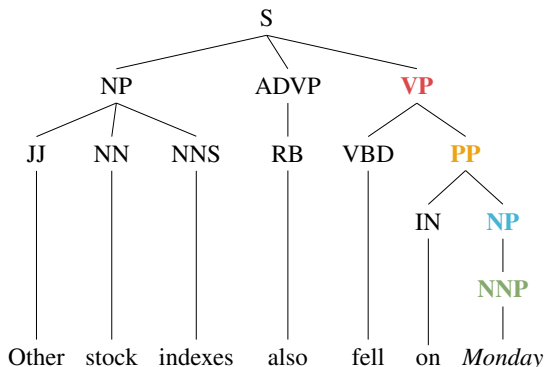 S
NP ADVP VP
JJ NN NNS RB VBD PP
IN NP
NNP
Other stock indexes also fell on Monday